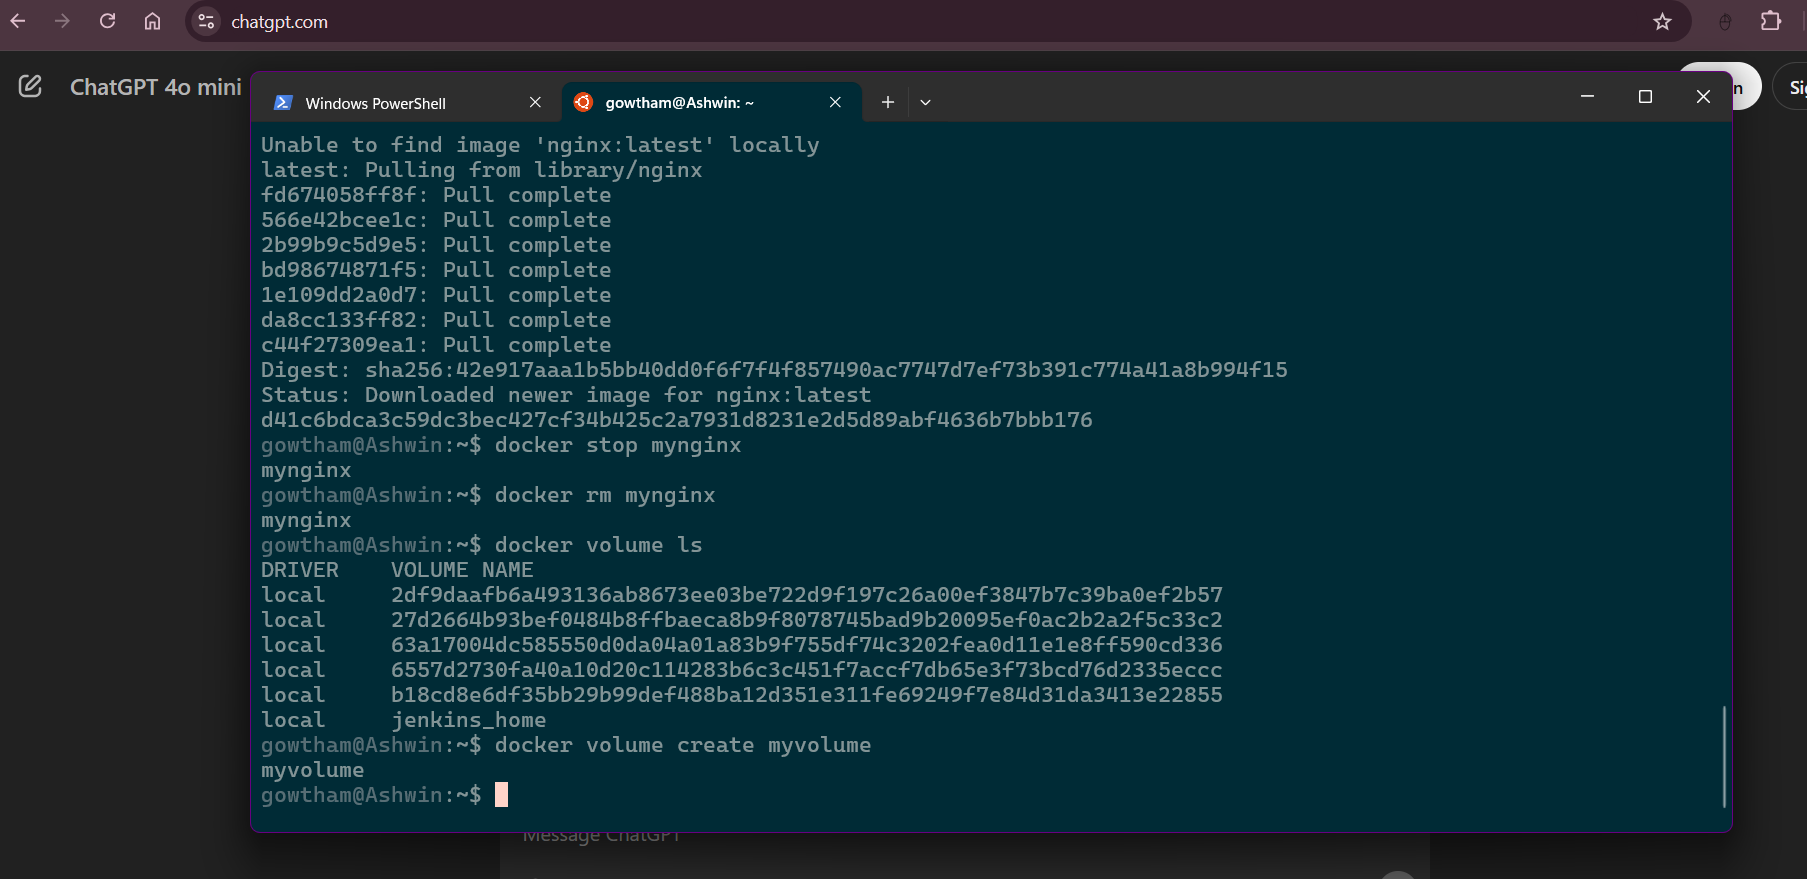 chatgpt.com
ChatGPT 4o mini
Windows PowerShell
gowtham@Ashwin: ~
Unable to find image 'nginx:latest' locally
latest: Pulling from library/nginx
fd674058ff8f: Pull complete
566e42bcee1c: Pull complete
2b99b9c5d9e5: Pull complete
bd98674871f5: Pull complete
1e109dd2a0d7: Pull complete
da8cc133ff82: Pull complete
c44f27309ea1: Pull complete
Digest: sha256:42e917aaa1b5bb40dd0f6f7f4f857490ac7747d7ef73b391c774a41a8b994f15
Status: Downloaded newer image for nginx:latest
d41c6bdca3c59dc3bec427cf34b425c2a7931d8231e2d5d89abf4636b7bbb176
gowtham@Ashwin:~$ docker stop mynginx
mynginx
gowtham@Ashwin:~$ docker rm mynginx
mynginx
gowtham@Ashwin:~$ docker volume ls
DRIVER    VOLUME NAME
local     2df9daafb6a493136ab8673ee03be722d9f197c26a00ef3847b7c39ba0ef2b57
local     27d2664b93bef0484b8ffbaeca8b9f8078745bad9b20095ef0ac2b2a2f5c33c2
local     63a17004dc585550d0da04a01a83b9f755df74c3202fea0d11e1e8ff590cd336
local     6557d2730fa40a10d20c114283b6c3c451f7accf7db65e3f73bcd76d2335eccc
local     b18cd8e6df35bb29b99def488ba12d351e311fe69249f7e84d31da3413e22855
local     jenkins_home
gowtham@Ashwin:~$ docker volume create myvolume
myvolume
gowtham@Ashwin:~$
Message ChatGPT